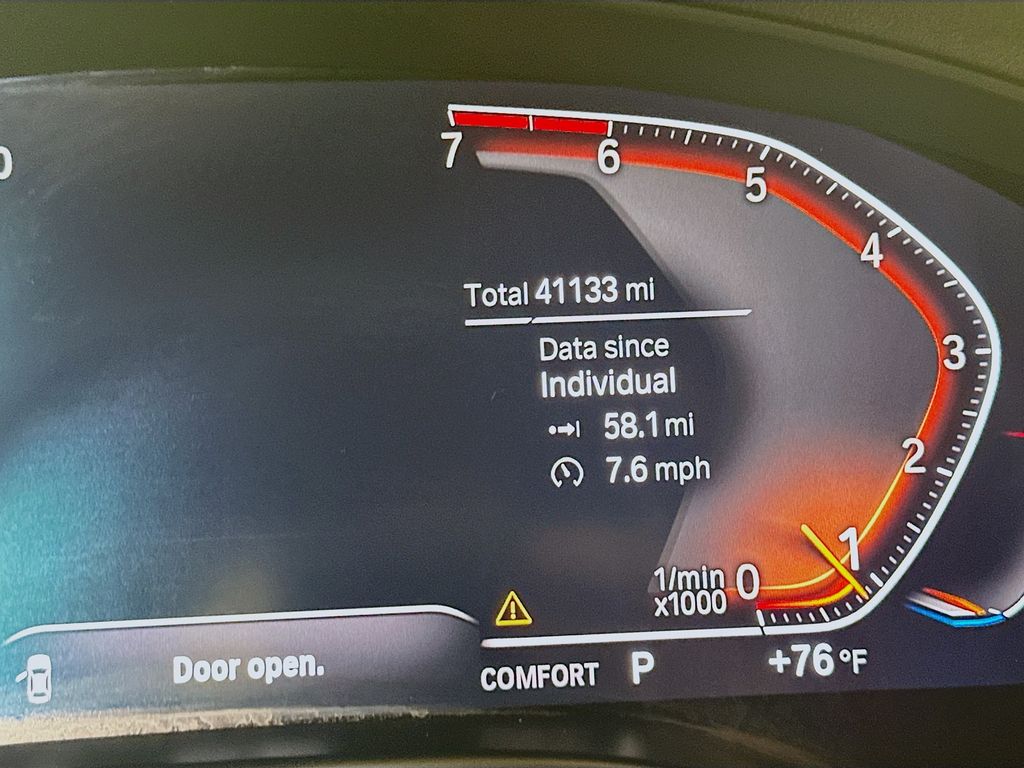 0
7
6
5
4
3
2
1
0
Total 41133 mi
Data since
Individual
58.1 mi
7.6 mph
1/min
x1000
Door open.
COMFORT P +76 °F